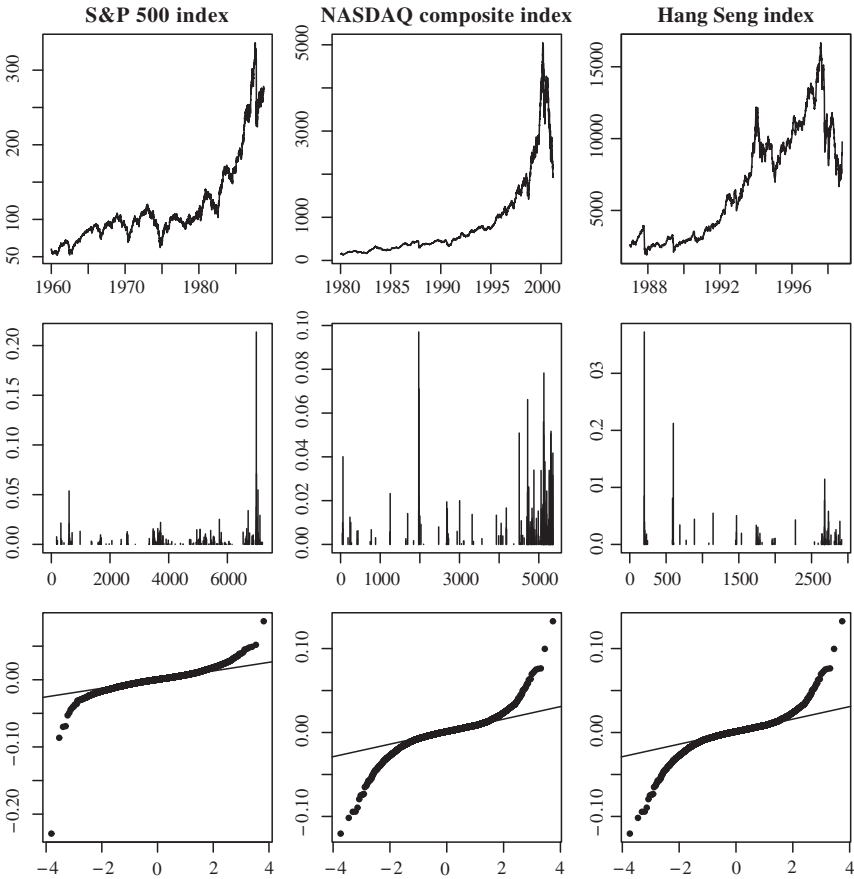 S&P 500 index
50 100 200 300
1960 1970 1980
NASDAQ composite index
0 1000 3000 5000
1980 1985 1990 1995 2000
Hang Seng index
5000 10000 15000
1988 1992 1996
0.00 0.05 0.10 0.15 0.20
0 2000 4000 6000
0.00 0.02 0.04 0.06 0.08 0.10
0 1000 3000 5000
0.0 01 0.2 03
0 500 1500 2500
−0.20 −0.10 0.00
−4 −2 0 2 4
−0.10 0.00 0.10
−4 −2 0 2 4
−0.10 0.00 0.10
−4 −2 0 2 4